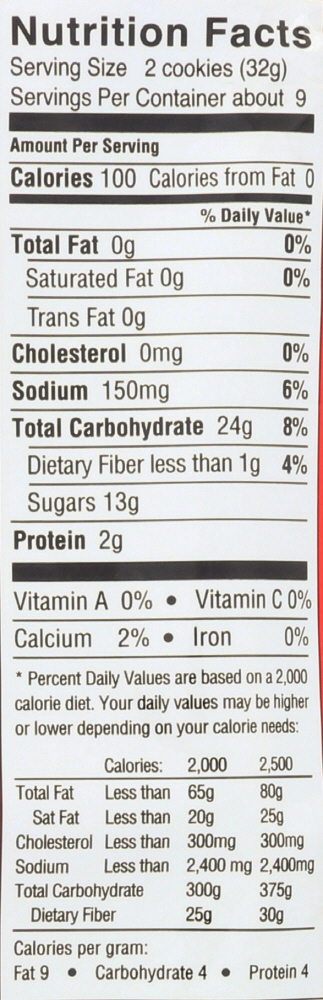 Nutrition Facts
Serving Size 2 cookies (32g)
Servings Per Container about 9
Amount Per Serving
Calories 100 Calories from Fat 0
% Daily Value*
Total Fat 0g 0%
Saturated Fat 0g 0%
Trans Fat 0g
Cholesterol 0mg 0%
Sodium 150mg 6%
Total Carbohydrate 24g 8%
Dietary Fiber less than 1g 4%
Sugars 13g
Protein 2g
Vitamin A 0% • Vitamin C 0%
Calcium 2% • Iron 0%
* Percent Daily Values are based on a 2,000
calorie diet. Your daily values may be higher
or lower depending on your calorie needs:
Calories: 2,000 2,500
Total Fat Less than 65g 80g
Sat Fat Less than 20g 25g
Cholesterol Less than 300mg 300mg
Sodium Less than 2,400 mg 2,400mg
Total Carbohydrate 300g 375g
Dietary Fiber 25g 30g
Calories per gram:
Fat 9 • Carbohydrate 4 • Protein 4